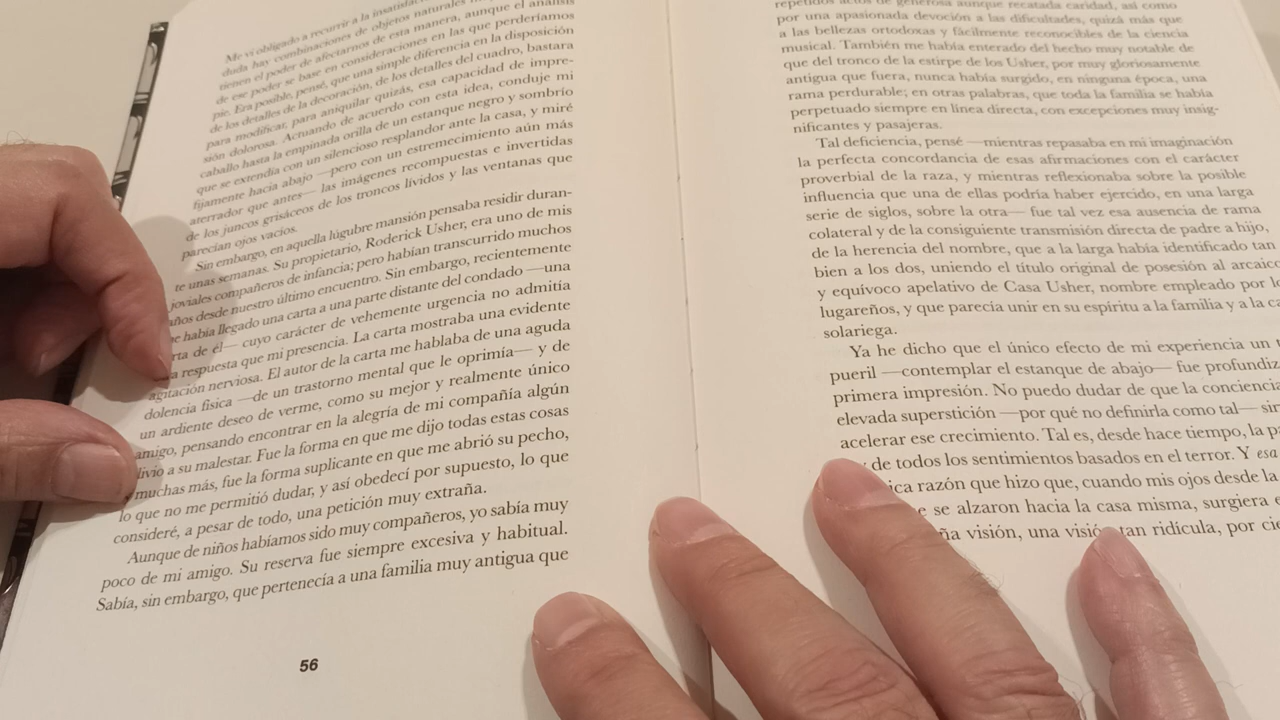 Me vi obligado a recurrir a la insatisfac
duda hay combinaciones de objetos naturales
tienen el poder de afectarnos de esta manera, aunque el análisis
de ese poder se base en consideraciones en las que perderíamos
pie. Era posible, pensé, que una simple diferencia en la disposición
de los detalles de la decoración, de los detalles del cuadro, bastara
para modificar, para aniquilar quizás, esa capacidad de impre-
sión dolorosa. Actuando de acuerdo con esta idea, conduje mi
caballo hasta la empinada orilla de un estanque negro y sombrío
que se extendía con un silencioso resplandor ante la casa, y miré
fijamente hacia abajo —pero con un estremecimiento aún más
aterrador que antes— las imágenes recompuestas e invertidas
de los juncos grisáceos de los troncos lívidos y las ventanas que
parecían ojos vacíos.
Sin embargo, en aquella lúgubre mansión pensaba residir duran-
te unas semanas. Su propietario, Roderick Usher, era uno de mis
joviales compañeros de infancia; pero habían transcurrido muchos
años desde nuestro último encuentro. Sin embargo, recientemente
me había llegado una carta a una parte distante del condado —una
rta de él— cuyo carácter de vehemente urgencia no admitía
respuesta que mi presencia. La carta mostraba una evidente
agitación nerviosa. El autor de la carta me hablaba de una aguda
dolencia física —de un trastorno mental que le oprimía— y de
un ardiente deseo de verme, como su mejor y realmente único
amigo, pensando encontrar en la alegría de mi compañía algún
livio a su malestar. Fue la forma en que me dijo todas estas cosas
y muchas más, fue la forma suplicante en que me abrió su pecho,
lo que no me permitió dudar, y así obedecí por supuesto, lo que
consideré, a pesar de todo, una petición muy extraña.
Aunque de niños habíamos sido muy compañeros, yo sabía muy
poco de mi amigo. Su reserva fue siempre excesiva y habitual.
Sabía, sin embargo, que pertenecía a una familia muy antigua que
56
repetidos actos de generosa aunque recatada caridad, así como
por una apasionada devoción a las dificultades, quizá más que
a las bellezas ortodoxas y fácilmente reconocibles de la ciencia
musical. También me había enterado del hecho muy notable de
que del tronco de la estirpe de los Usher, por muy gloriosamente
antigua que fuera, nunca había surgido, en ninguna época, una
rama perdurable; en otras palabras, que toda la familia se había
perpetuado siempre en línea directa, con excepciones muy insig-
nificantes y pasajeras.
Tal deficiencia, pensé —mientras repasaba en mi imaginación
la perfecta concordancia de esas afirmaciones con el carácter
proverbial de la raza, y mientras reflexionaba sobre la posible
influencia que una de ellas podría haber ejercido, en una larga
serie de siglos, sobre la otra— fue tal vez esa ausencia de rama
colateral y de la consiguiente transmisión directa de padre a hijo,
de la herencia del nombre, que a la larga había identificado tan
bien a los dos, uniendo el título original de posesión al arcaico
y equívoco apelativo de Casa Usher, nombre empleado por lo
lugareños, y que parecía unir en su espíritu a la familia y a la ca
solariega.
Ya he dicho que el único efecto de mi experiencia un
pueril —contemplar el estanque de abajo— fue profundiz
primera impresión. No puedo dudar de que la concienci
elevada superstición —por qué no definirla como tal— sir
acelerar ese crecimiento. Tal es, desde hace tiempo, la
de todos los sentimientos basados en el terror. Y esa
ica razón que hizo que, cuando mis ojos desde la
se alzaron hacia la casa misma, surgiera
ña visión, una visión tan ridícula, por cie